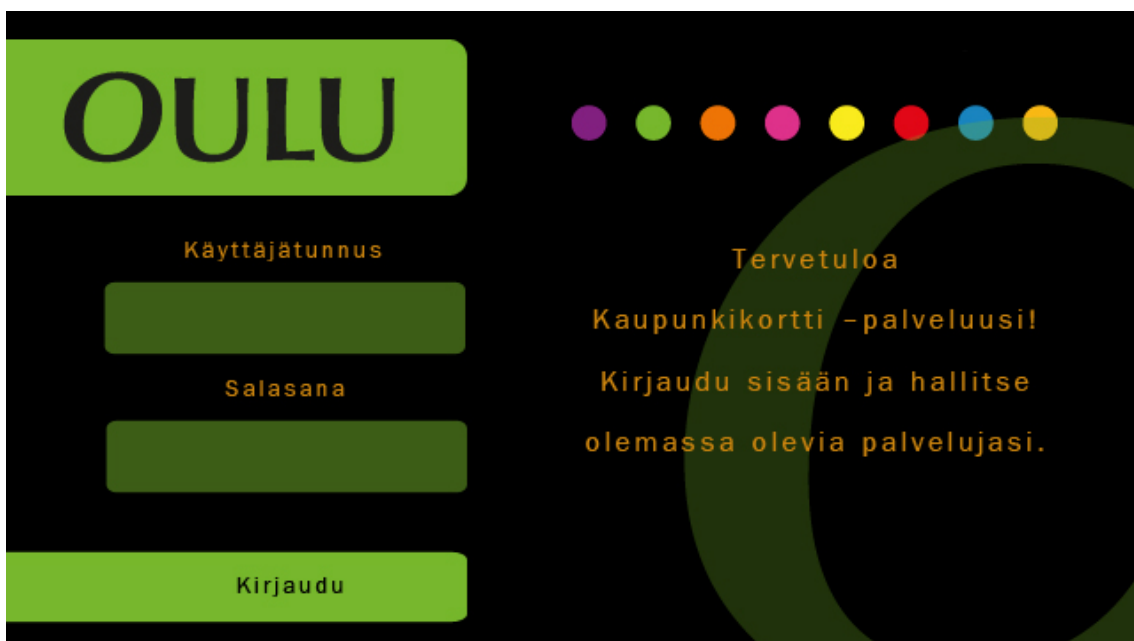 OULU
Käyttäjätunnus
Salasana
Kirjaudu
Tervetuloa
Kaupunkikortti –palveluusi!
Kirjaudu sisään ja hallitse
olemassa olevia palvelujasi.